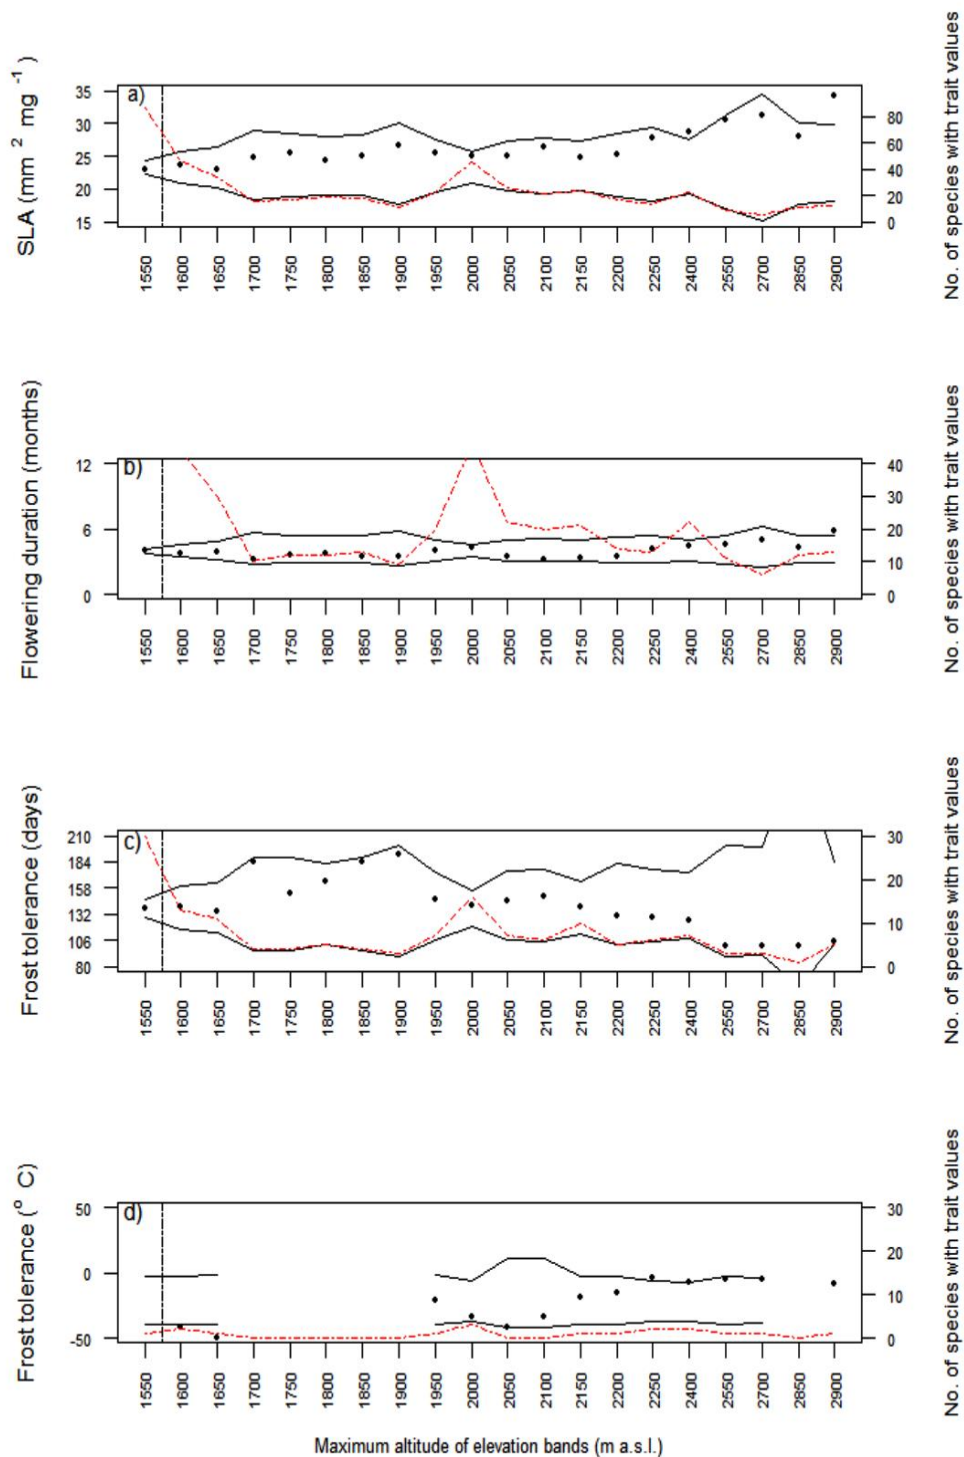 SLA (mm 2 mg -1)
a)
35
30
25
20
15
80
60
40
20
0
No. of species with trait values
1550 1600 1650 1700 1750 1800 1850 1900 1950 2000 2050 2100 2150 2200 2250 2400 2550 2700 2850 2900
Flowering duration (months)
b)
12
6
0
40
30
20
10
0
No. of species with trait values
1550 1600 1650 1700 1750 1800 1850 1900 1950 2000 2050 2100 2150 2200 2250 2400 2550 2700 2850 2900
Frost tolerance (days)
c)
210
184
158
132
106
80
30
20
10
0
No. of species with trait values
1550 1600 1650 1700 1750 1800 1850 1900 1950 2000 2050 2100 2150 2200 2250 2400 2550 2700 2850 2900
Frost tolerance (° C)
d)
50
0
-50
30
20
10
0
No. of species with trait values
1550 1600 1650 1700 1750 1800 1850 1900 1950 2000 2050 2100 2150 2200 2250 2400 2550 2700 2850 2900
Maximum altitude of elevation bands (m a.s.l.)